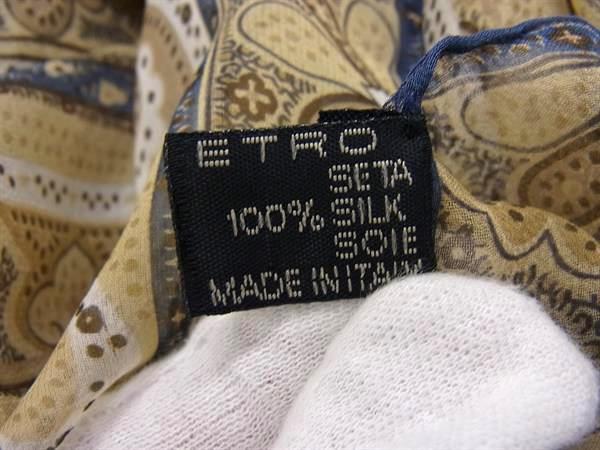 ETRO
SETA
100% SILK
SOIE
MADE IN ITALY